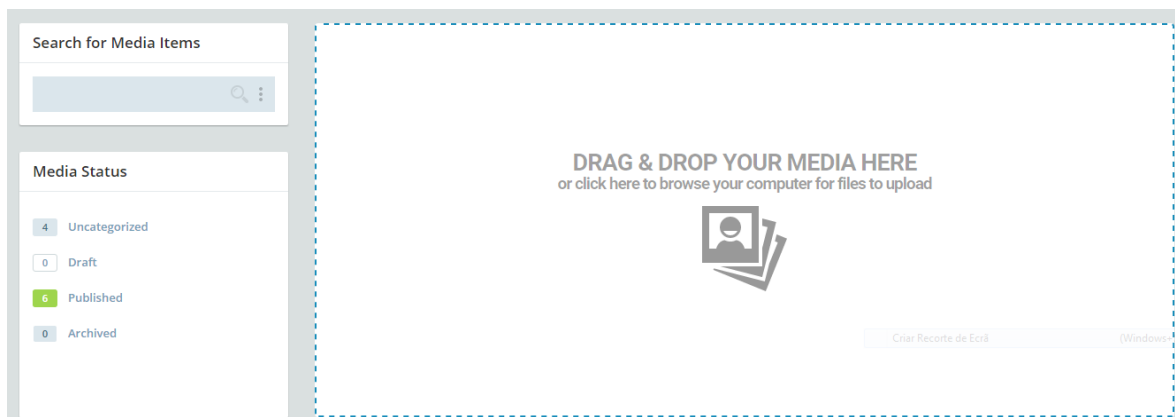 Search for Media Items
Media Status
4 Uncategorized
0 Draft
6 Published
0 Archived
DRAG & DROP YOUR MEDIA HERE
or click here to browse your computer for files to upload
Criar Recorte de Ecrã (Windows+